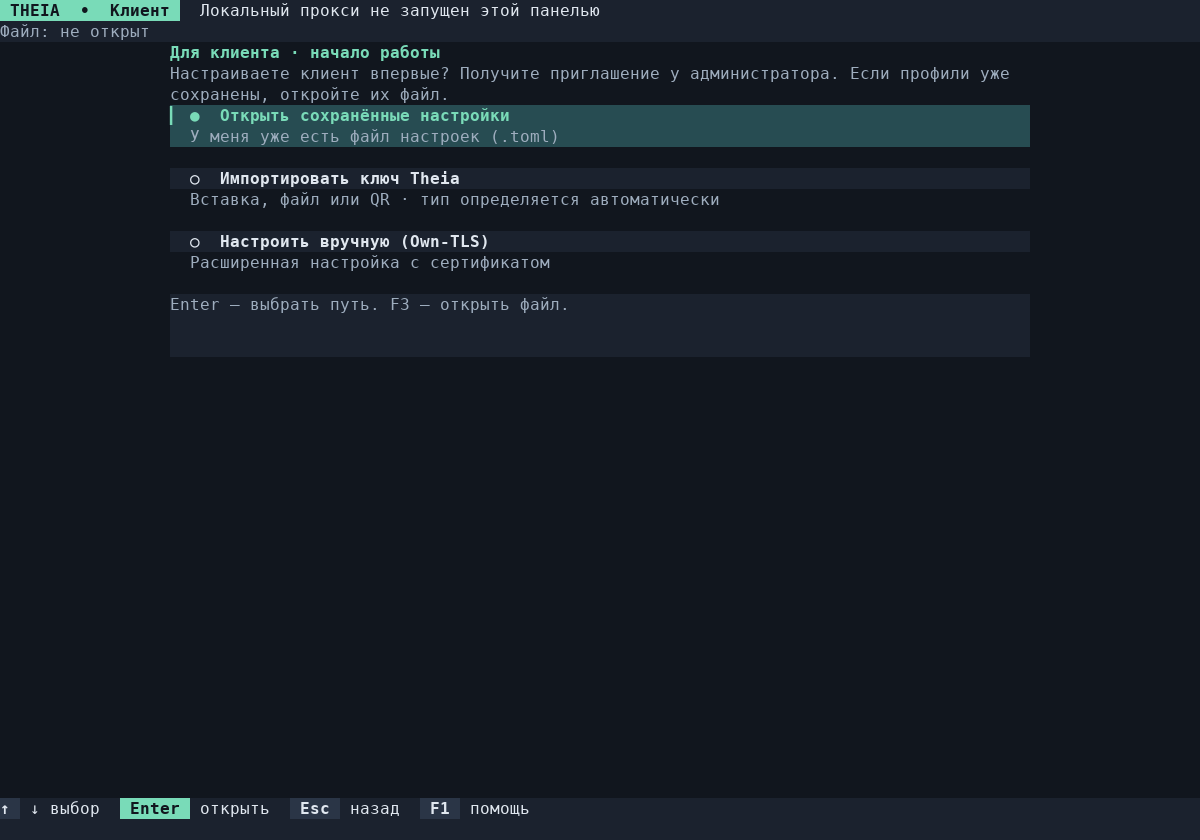 THEIA • Клиент Локальный прокси не запущен этой панелью
Файл: не открыт
Для клиента · начало работы
Настраиваете клиент впервые? Получите приглашение у администратора. Если профили уже
сохранены, откройте их файл.
● Открыть сохранённые настройки
У меня уже есть файл настроек (.toml)
○ Импортировать ключ Theia
Вставка, файл или QR · тип определяется автоматически
○ Настроить вручную (Own-TLS)
Расширенная настройка с сертификатом
Enter — выбрать путь. F3 — открыть файл.
↑ ↓ выбор Enter открыть Esc назад F1 помощь